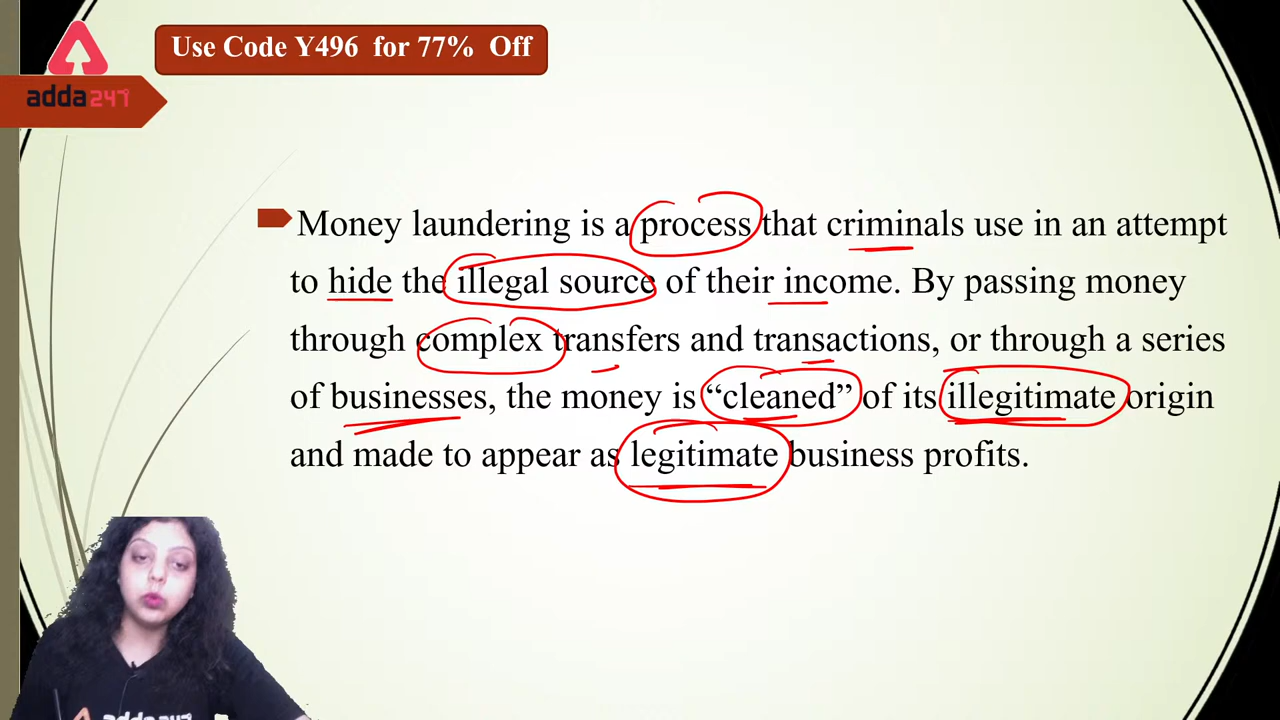 Use Code Y496 for 77% Off
adda247
Money laundering is a process that criminals use in an attempt
to hide the illegal source of their income. By passing money
through complex transfers and transactions, or through a series
of businesses, the money is “cleaned” of its illegitimate origin
and made to appear as legitimate business profits.
adda247